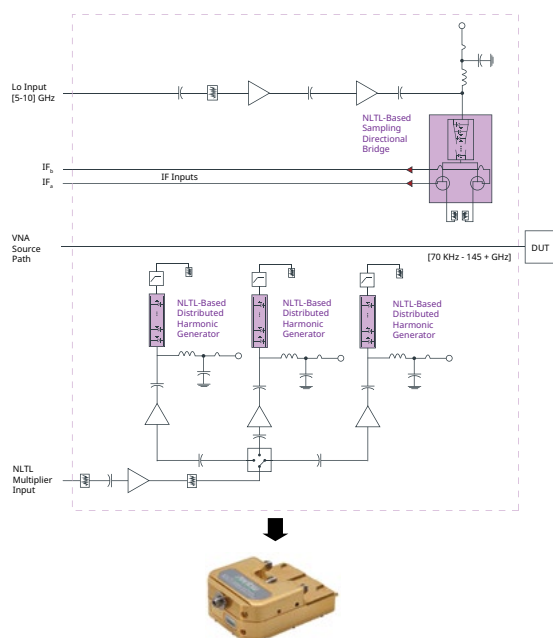 Lo Input
[5-10] GHz
NLTL-Based
Sampling
Directional
Bridge
IFb
IFa
IF Inputs
VNA
Source
Path
DUT
[70 KHz - 145 + GHz]
NLTL-Based
Distributed
Harmonic
Generator
NLTL-Based
Distributed
Harmonic
Generator
NLTL-Based
Distributed
Harmonic
Generator
NLTL
Multiplier
Input